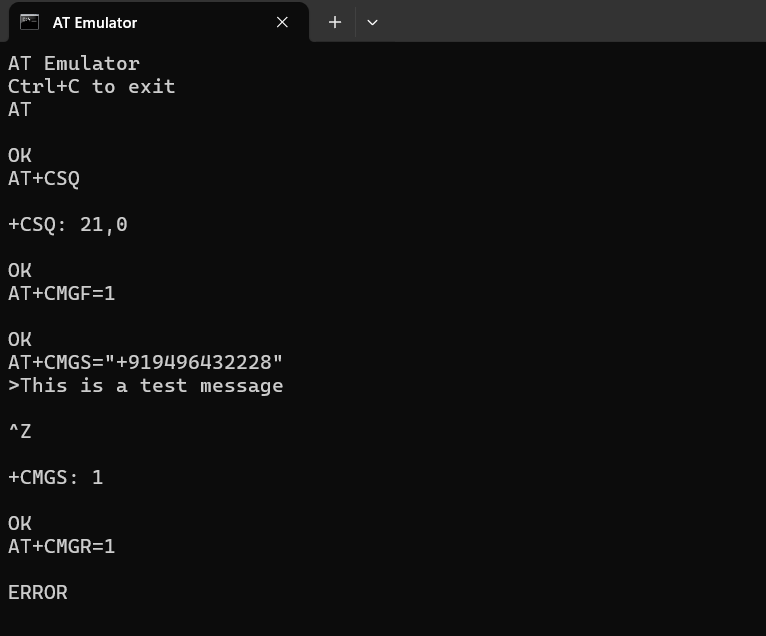 AT Emulator
AT Emulator
Ctrl+C to exit
AT
OK
AT+CSQ
+CSQ: 21,0
OK
AT+CMGF=1
OK
AT+CMGS="+919496432228"
>This is a test message
^Z
+CMGS: 1
OK
AT+CMGR=1
ERROR